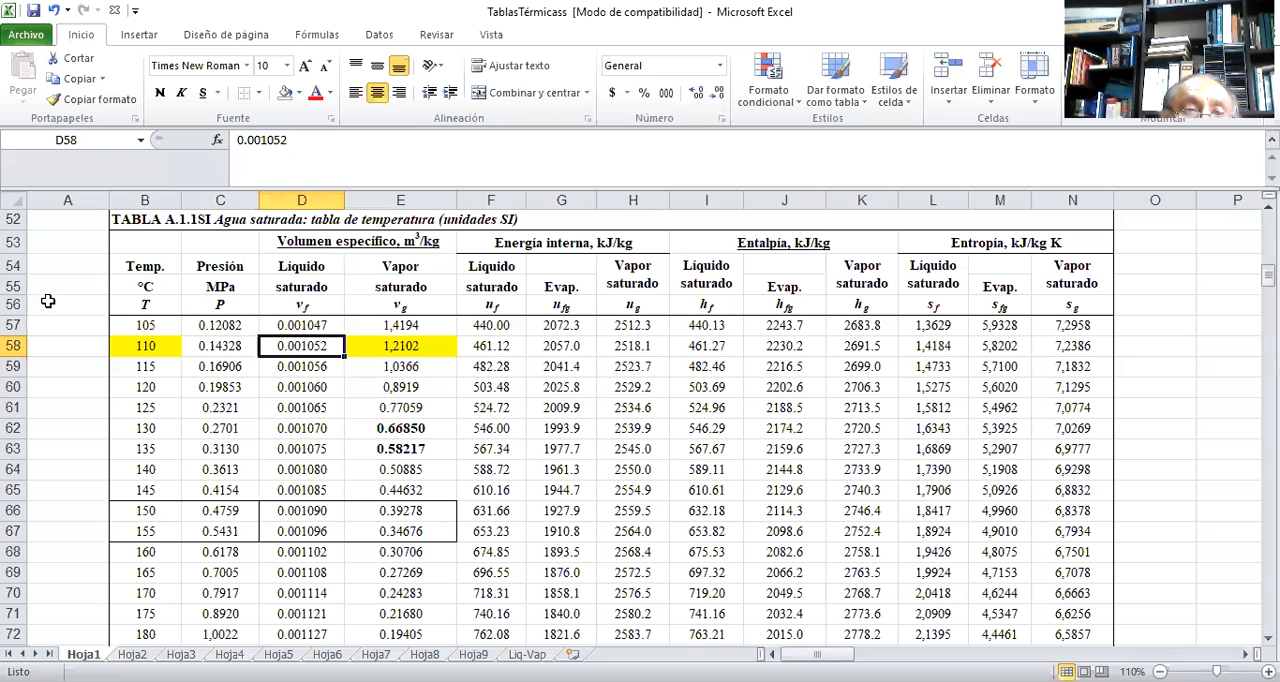 TablasTérmicass [Modo de compatibilidad] - Microsoft Excel
Archivo Inicio Insertar Diseño de página Fórmulas Datos Revisar Vista
Pegar
Cortar
Copiar
Copiar formato
Portapapeles
Times New Roman 10
N K S
Fuente
Ajustar texto
Combinar y centrar
Alineación
General
$ % 000
Número
Formato condicional
Dar formato como tabla
Estilos de celda
Estilos
Insertar Eliminar Formato
Celdas
Modificar
D58 fx 0.001052
A B C D E F G H I J K L M N O P
52 TABLA A.1.1SI Agua saturada: tabla de temperatura (unidades SI)
53 Volumen específico, m3/kg Energía interna, kJ/kg Entalpía, kJ/kg Entropía, kJ/kg K
54 Temp. Presión Líquido Vapor Líquido Vapor Líquido Vapor Líquido Vapor
55 °C MPa saturado saturado saturado Evap. saturado saturado Evap. saturado saturado Evap. saturado
56 T P vf vg uf ufg ug hf hfg hg sf sfg sg
57 105 0.12082 0.001047 1,4194 440.00 2072.3 2512.3 440.13 2243.7 2683.8 1,3629 5,9328 7,2958
58 110 0.14328 0.001052 1,2102 461.12 2057.0 2518.1 461.27 2230.2 2691.5 1,4184 5,8202 7,2386
59 115 0.16906 0.001056 1,0366 482.28 2041.4 2523.7 482.46 2216.5 2699.0 1,4733 5,7100 7,1832
60 120 0.19853 0.001060 0,8919 503.48 2025.8 2529.2 503.69 2202.6 2706.3 1,5275 5,6020 7,1295
61 125 0.2321 0.001065 0.77059 524.72 2009.9 2534.6 524.96 2188.5 2713.5 1,5812 5,4962 7,0774
62 130 0.2701 0.001070 0.66850 546.00 1993.9 2539.9 546.29 2174.2 2720.5 1,6343 5,3925 7,0269
63 135 0.3130 0.001075 0.58217 567.34 1977.7 2545.0 567.67 2159.6 2727.3 1,6869 5,2907 6,9777
64 140 0.3613 0.001080 0.50885 588.72 1961.3 2550.0 589.11 2144.8 2733.9 1,7390 5,1908 6,9298
65 145 0.4154 0.001085 0.44632 610.16 1944.7 2554.9 610.61 2129.6 2740.3 1,7906 5,0926 6,8832
66 150 0.4759 0.001090 0.39278 631.66 1927.9 2559.5 632.18 2114.3 2746.4 1,8417 4,9960 6,8378
67 155 0.5431 0.001096 0.34676 653.23 1910.8 2564.0 653.82 2098.6 2752.4 1,8924 4,9010 6,7934
68 160 0.6178 0.001102 0.30706 674.85 1893.5 2568.4 675.53 2082.6 2758.1 1,9426 4,8075 6,7501
69 165 0.7005 0.001108 0.27269 696.55 1876.0 2572.5 697.32 2066.2 2763.5 1,9924 4,7153 6,7078
70 170 0.7917 0.001114 0.24283 718.31 1858.1 2576.5 719.20 2049.5 2768.7 2,0418 4,6244 6,6663
71 175 0.8920 0.001121 0.21680 740.16 1840.0 2580.2 741.16 2032.4 2773.6 2,0909 4,5347 6,6256
72 180 1,0022 0.001127 0.19405 762.08 1821.6 2583.7 763.21 2015.0 2778.2 2,1395 4,4461 6,5857
Hoja1 Hoja2 Hoja3 Hoja4 Hoja5 Hoja6 Hoja7 Hoja8 Hoja9 Liq-Vap
Listo 110%